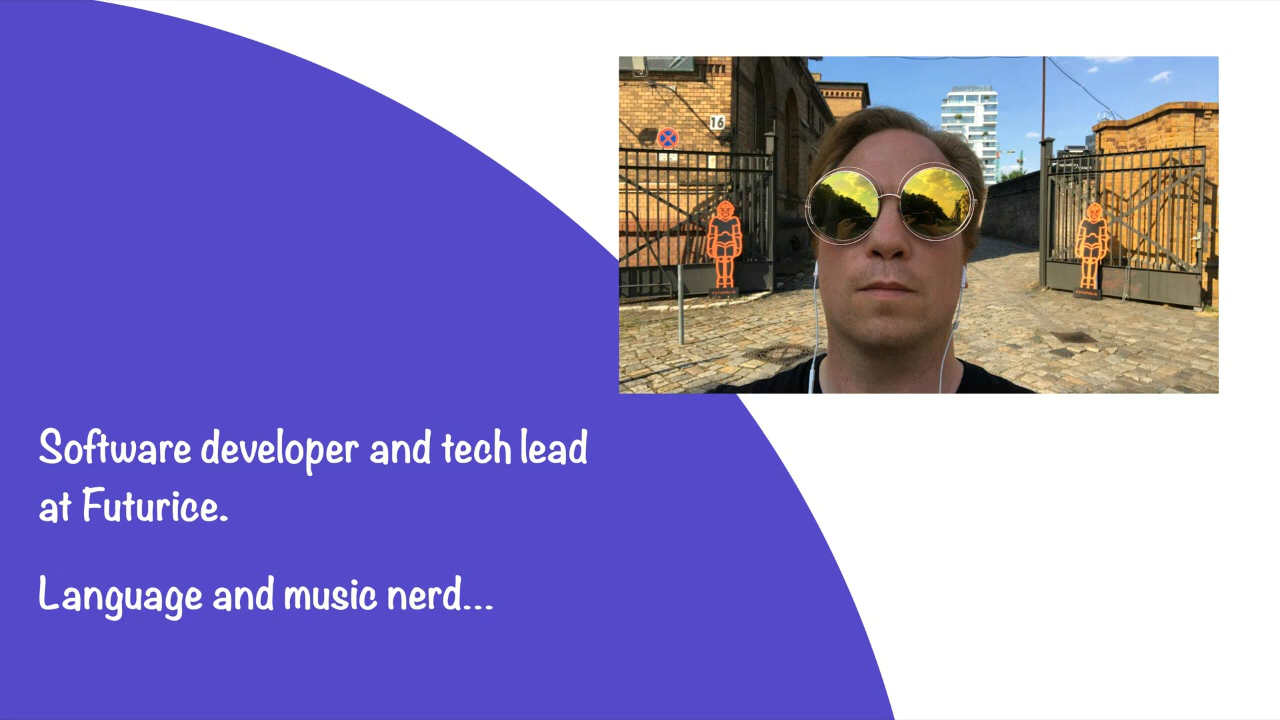 16
Software developer and tech lead
at Futurice.
Language and music nerd...